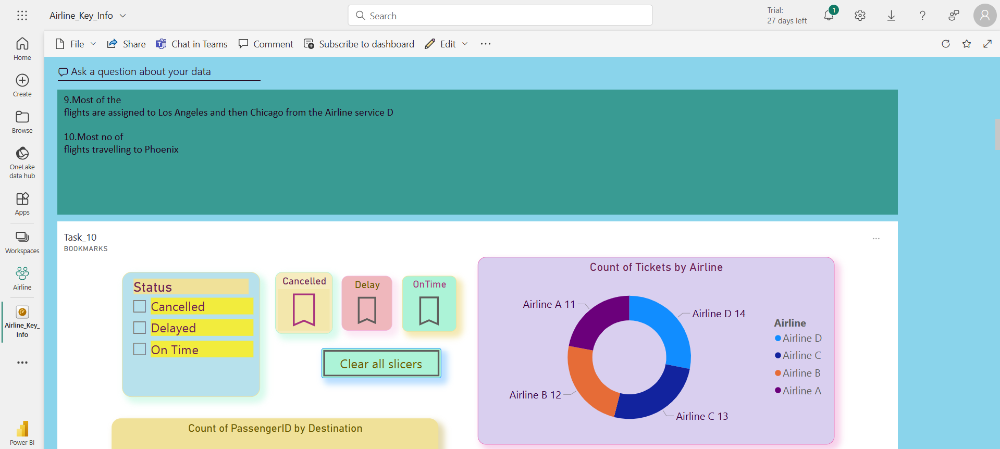 Airline_Key_Info
Search
Trial:
27 days left
1
Home
Create
Browse
OneLake
data hub
Apps
Workspaces
Airline
Airline_Key_
Info
Power BI
File
Share
Chat in Teams
Comment
Subscribe to dashboard
Edit
Ask a question about your data
9.Most of the
flights are assigned to Los Angeles and then Chicago from the Airline service D
10.Most no of
flights travelling to Phoenix
Task_10
BOOKMARKS
Status
Cancelled
Delayed
On Time
Cancelled
Delay
OnTime
Clear all slicers
Count of Tickets by Airline
Airline A 11
Airline D 14
Airline B 12
Airline C 13
Airline
Airline D
Airline C
Airline B
Airline A
Count of PassengerID by Destination